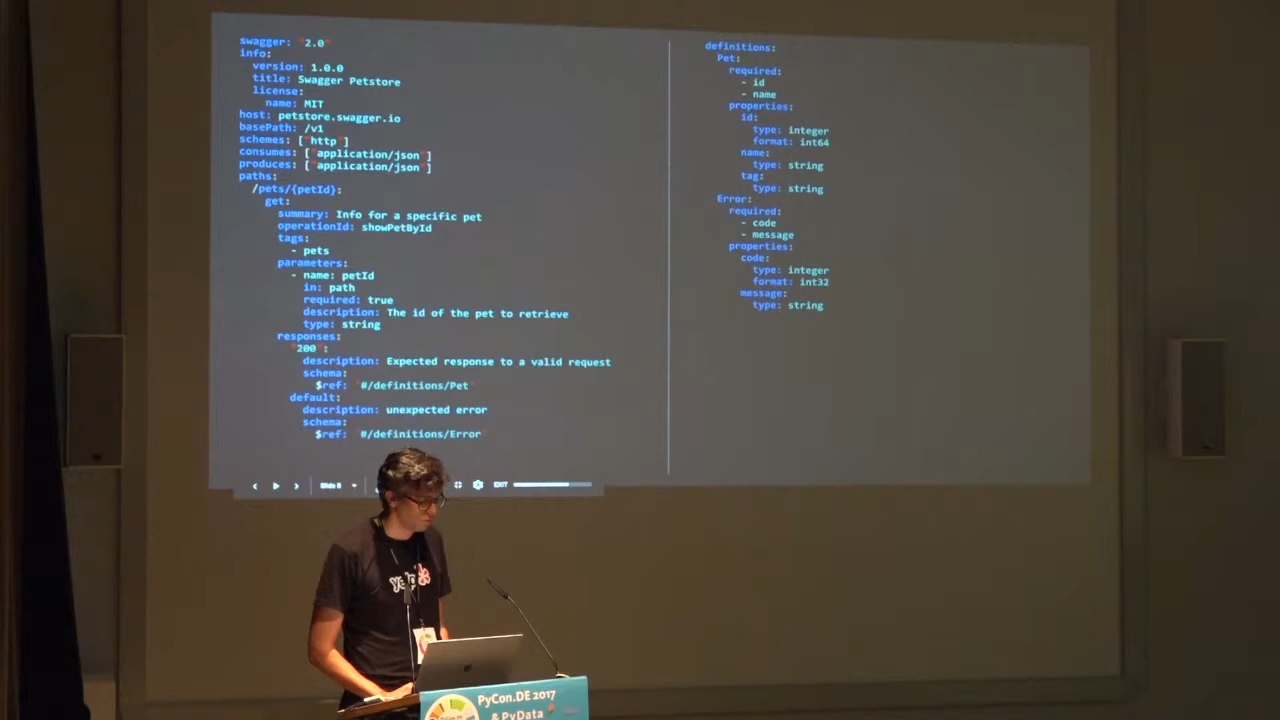 swagger: "2.0"
info:
version: 1.0.0
title: Swagger Petstore
license:
name: MIT
host: petstore.swagger.io
basePath: /v1
schemes: ["http"]
consumes: ["application/json"]
produces: ["application/json"]
paths:
/pets/{petId}:
get:
summary: Info for a specific pet
operationId: showPetById
tags:
- pets
parameters:
- name: petId
in: path
required: true
description: The id of the pet to retrieve
type: string
responses:
"200":
description: Expected response to a valid request
schema:
$ref: "#/definitions/Pet"
default:
description: unexpected error
schema:
$ref: "#/definitions/Error"
definitions:
Pet:
required:
- id
- name
properties:
id:
type: integer
format: int64
name:
type: string
tag:
type: string
Error:
required:
- code
- message
properties:
code:
type: integer
format: int32
message:
type: string
Slide 8
EXIT
PyCon.DE 2017
& PyData